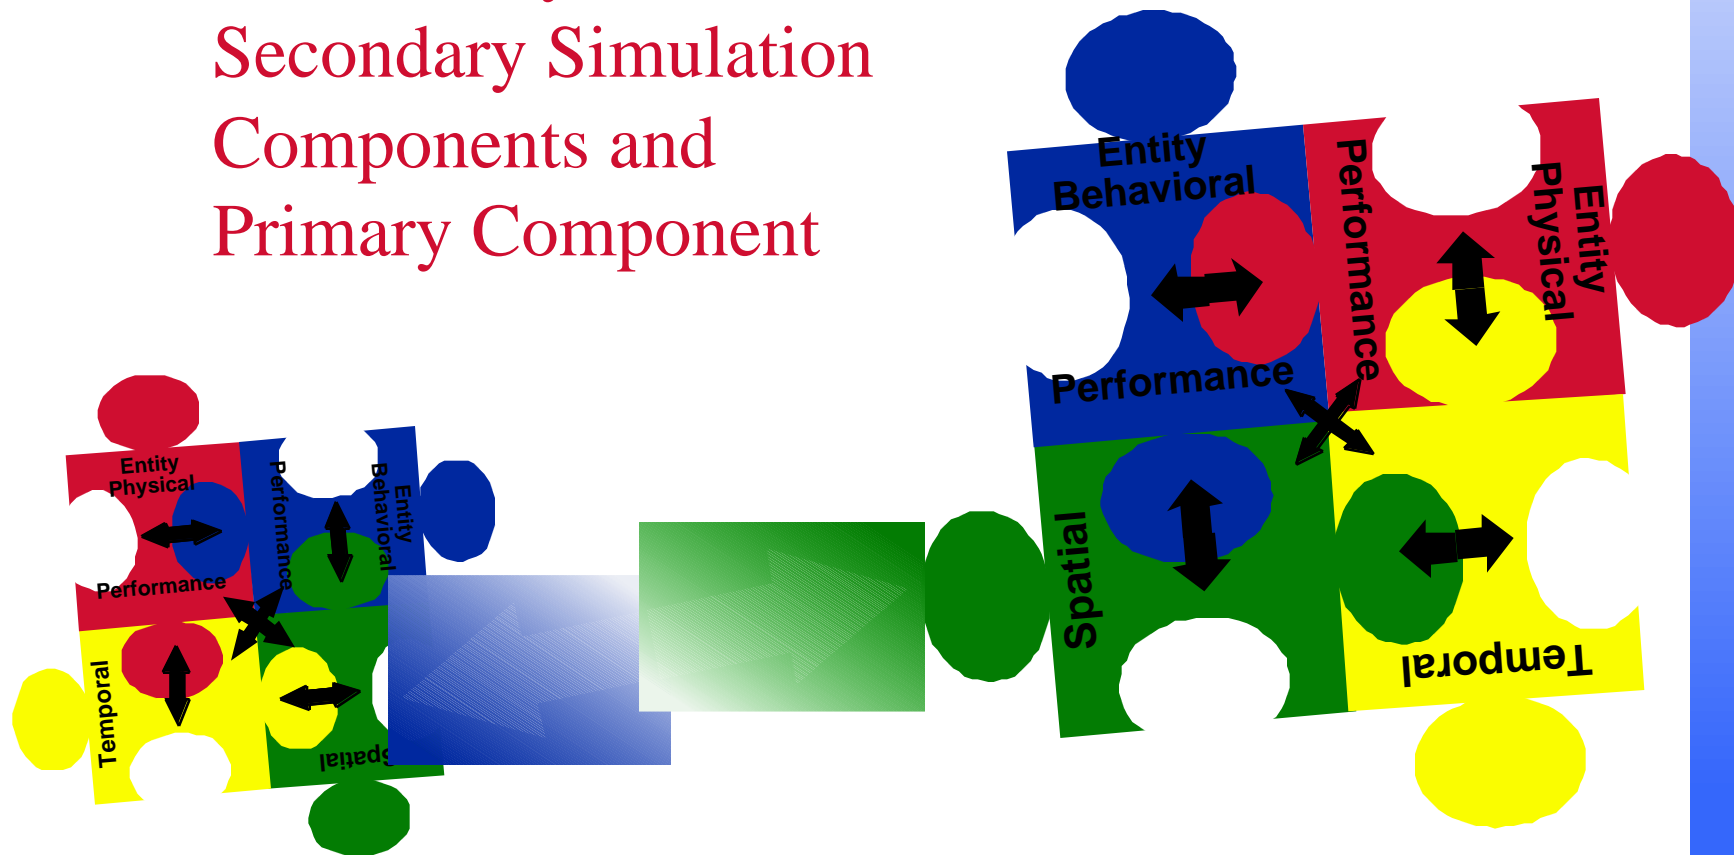 Secondary Simulation
Components and
Primary Component
Entity
Behavioral
Performance
Performance
Entity
Physical
Spatial
Temporal
Entity
Physical
Performance
Performance
Entity
Behavioral
Temporal
Spatial